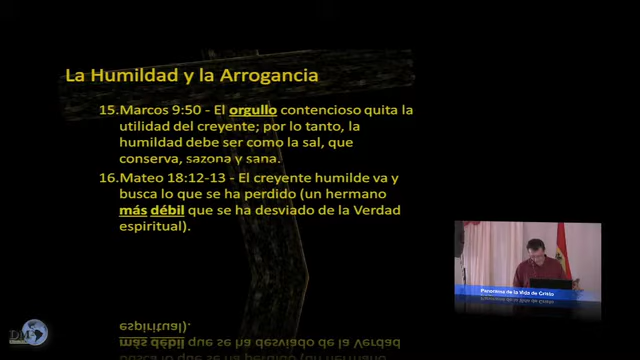 La Humildad y la Arrogancia
15.Marcos 9:50 - El orgullo contencioso quita la
utilidad del creyente; por lo tanto, la
humildad debe ser como la sal, que
conserva, sazona y sana.
16.Mateo 18:12-13 - El creyente humilde va y
busca lo que se ha perdido (un hermano
más débil que se ha desviado de la Verdad
espiritual).
Panorama de la Vida de Cristo
DM